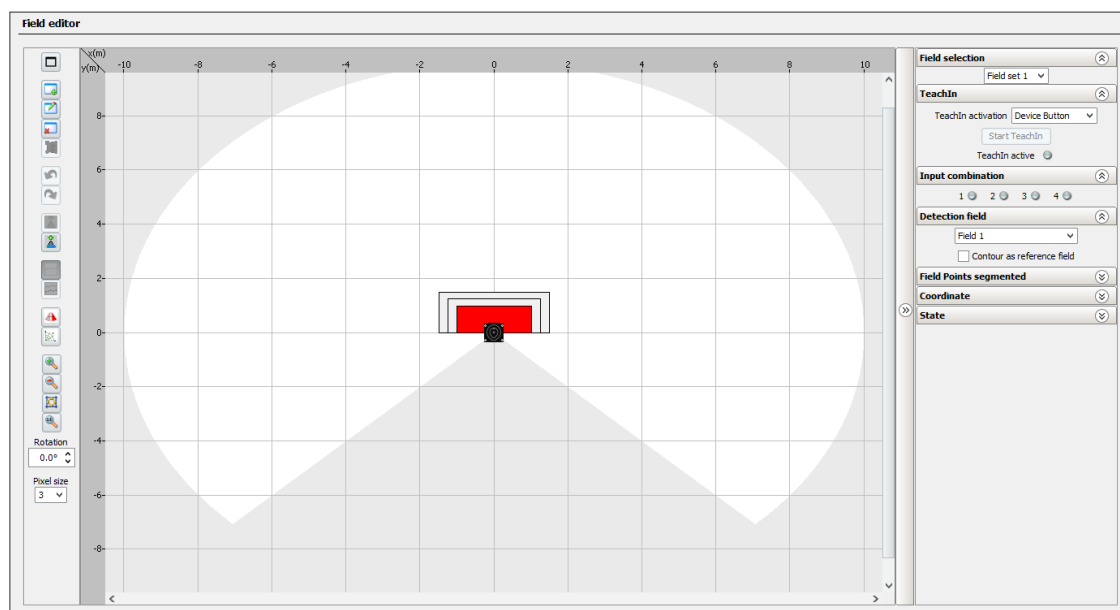 Field editor
x(m)
y(m)
-10 -8 -6 -4 -2 0 2 4 6 8 10
8
6
4
2
0
-2
-4
-6
-8
Rotation
0.0°
Pixel size
3
Field selection
Field set 1
TeachIn
TeachIn activation Device Button
Start TeachIn
TeachIn active
Input combination
1 2 3 4
Detection field
Field 1
Contour as reference field
Field Points segmented
Coordinate
State